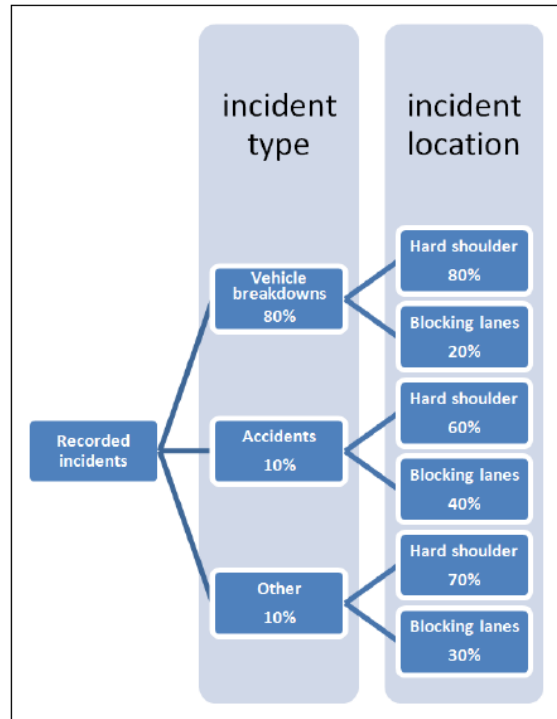 incident
type
incident
location
Recorded
incidents
Vehicle
breakdowns
80%
Hard shoulder
80%
Blocking lanes
20%
Accidents
10%
Hard shoulder
60%
Blocking lanes
40%
Other
10%
Hard shoulder
70%
Blocking lanes
30%